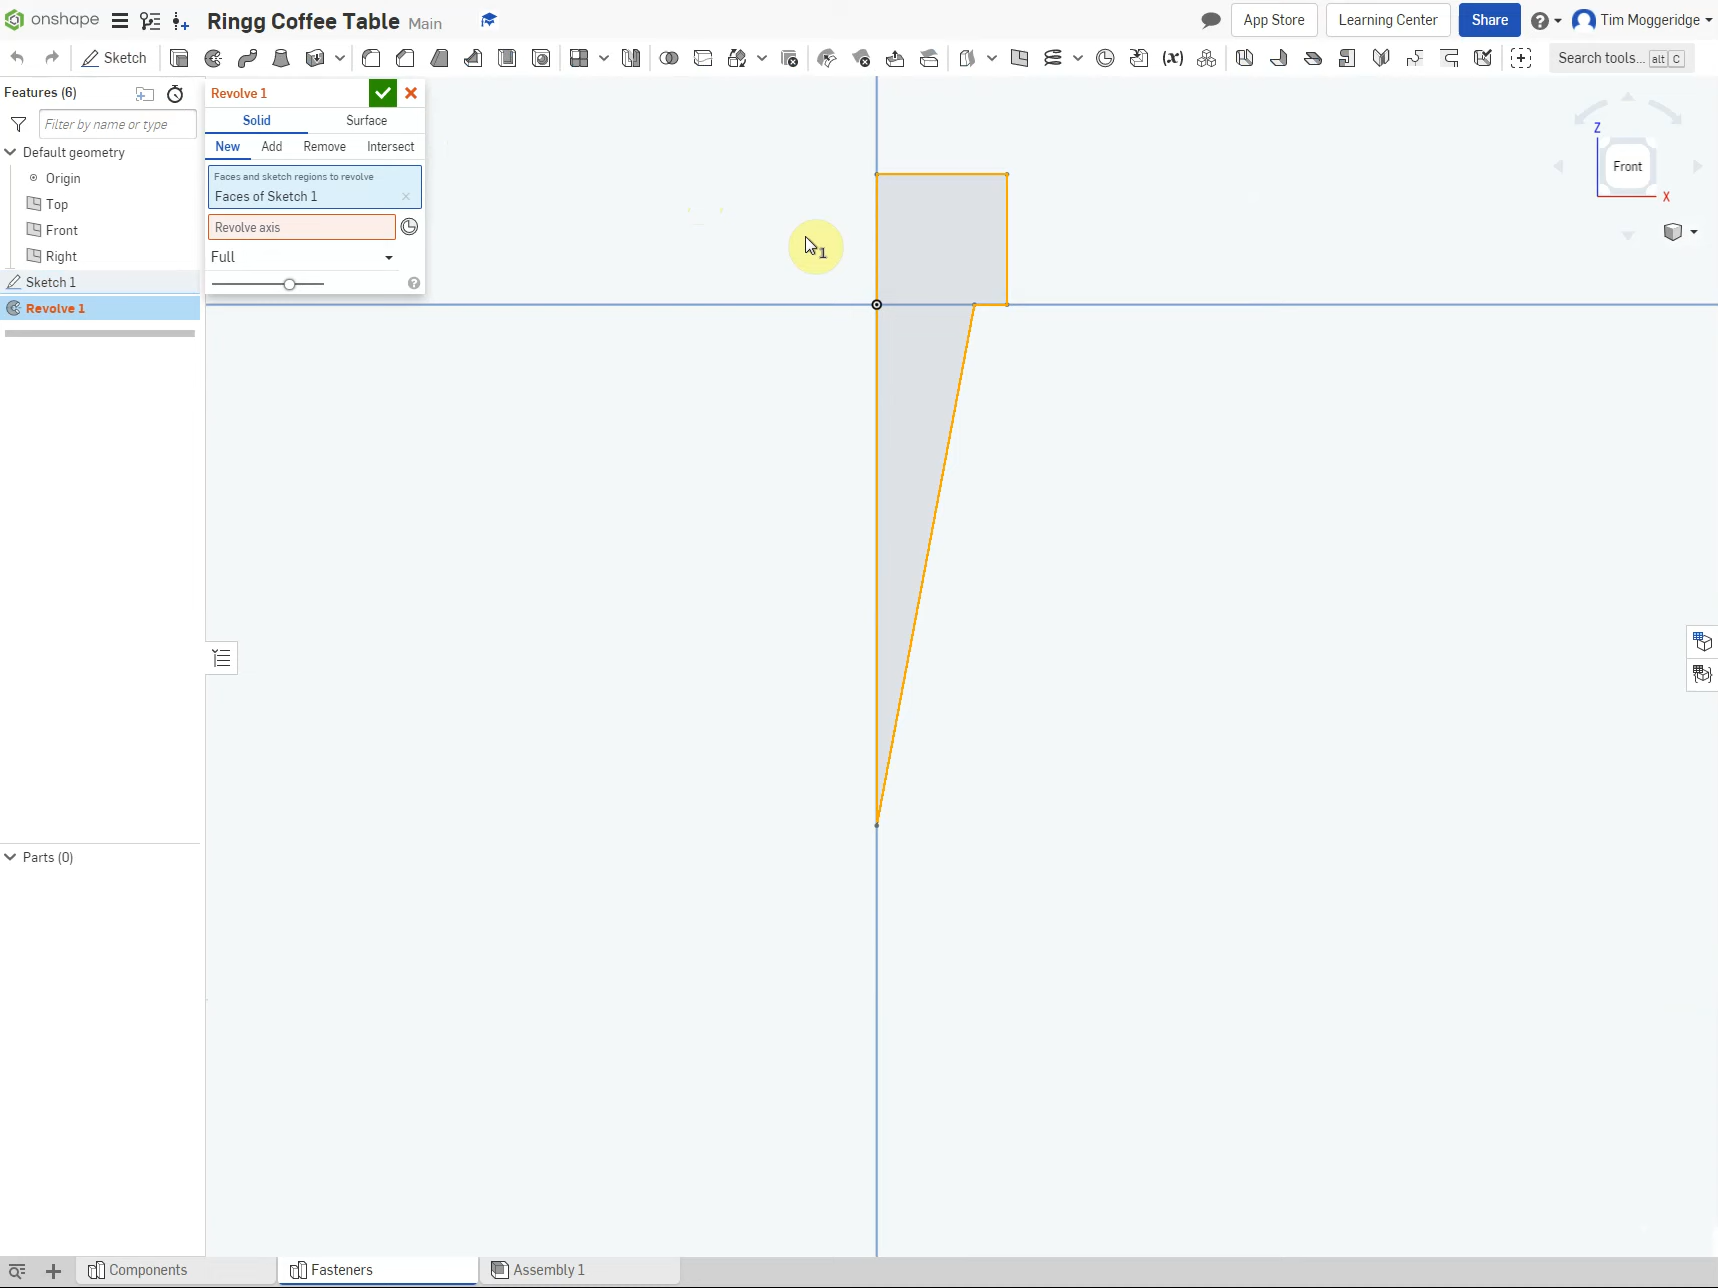 onshape Ringg Coffee Table Main App Store Learning Center Share Tim Moggeridge
Sketch Search tools... alt C
Features (6)
Filter by name or type
Default geometry
Origin
Top
Front
Right
Sketch 1
Revolve 1
Parts (0)
Revolve 1
Solid Surface
New Add Remove Intersect
Faces and sketch regions to revolve
Faces of Sketch 1
Revolve axis
Full
1
Z
Front
X
Components Fasteners Assembly 1